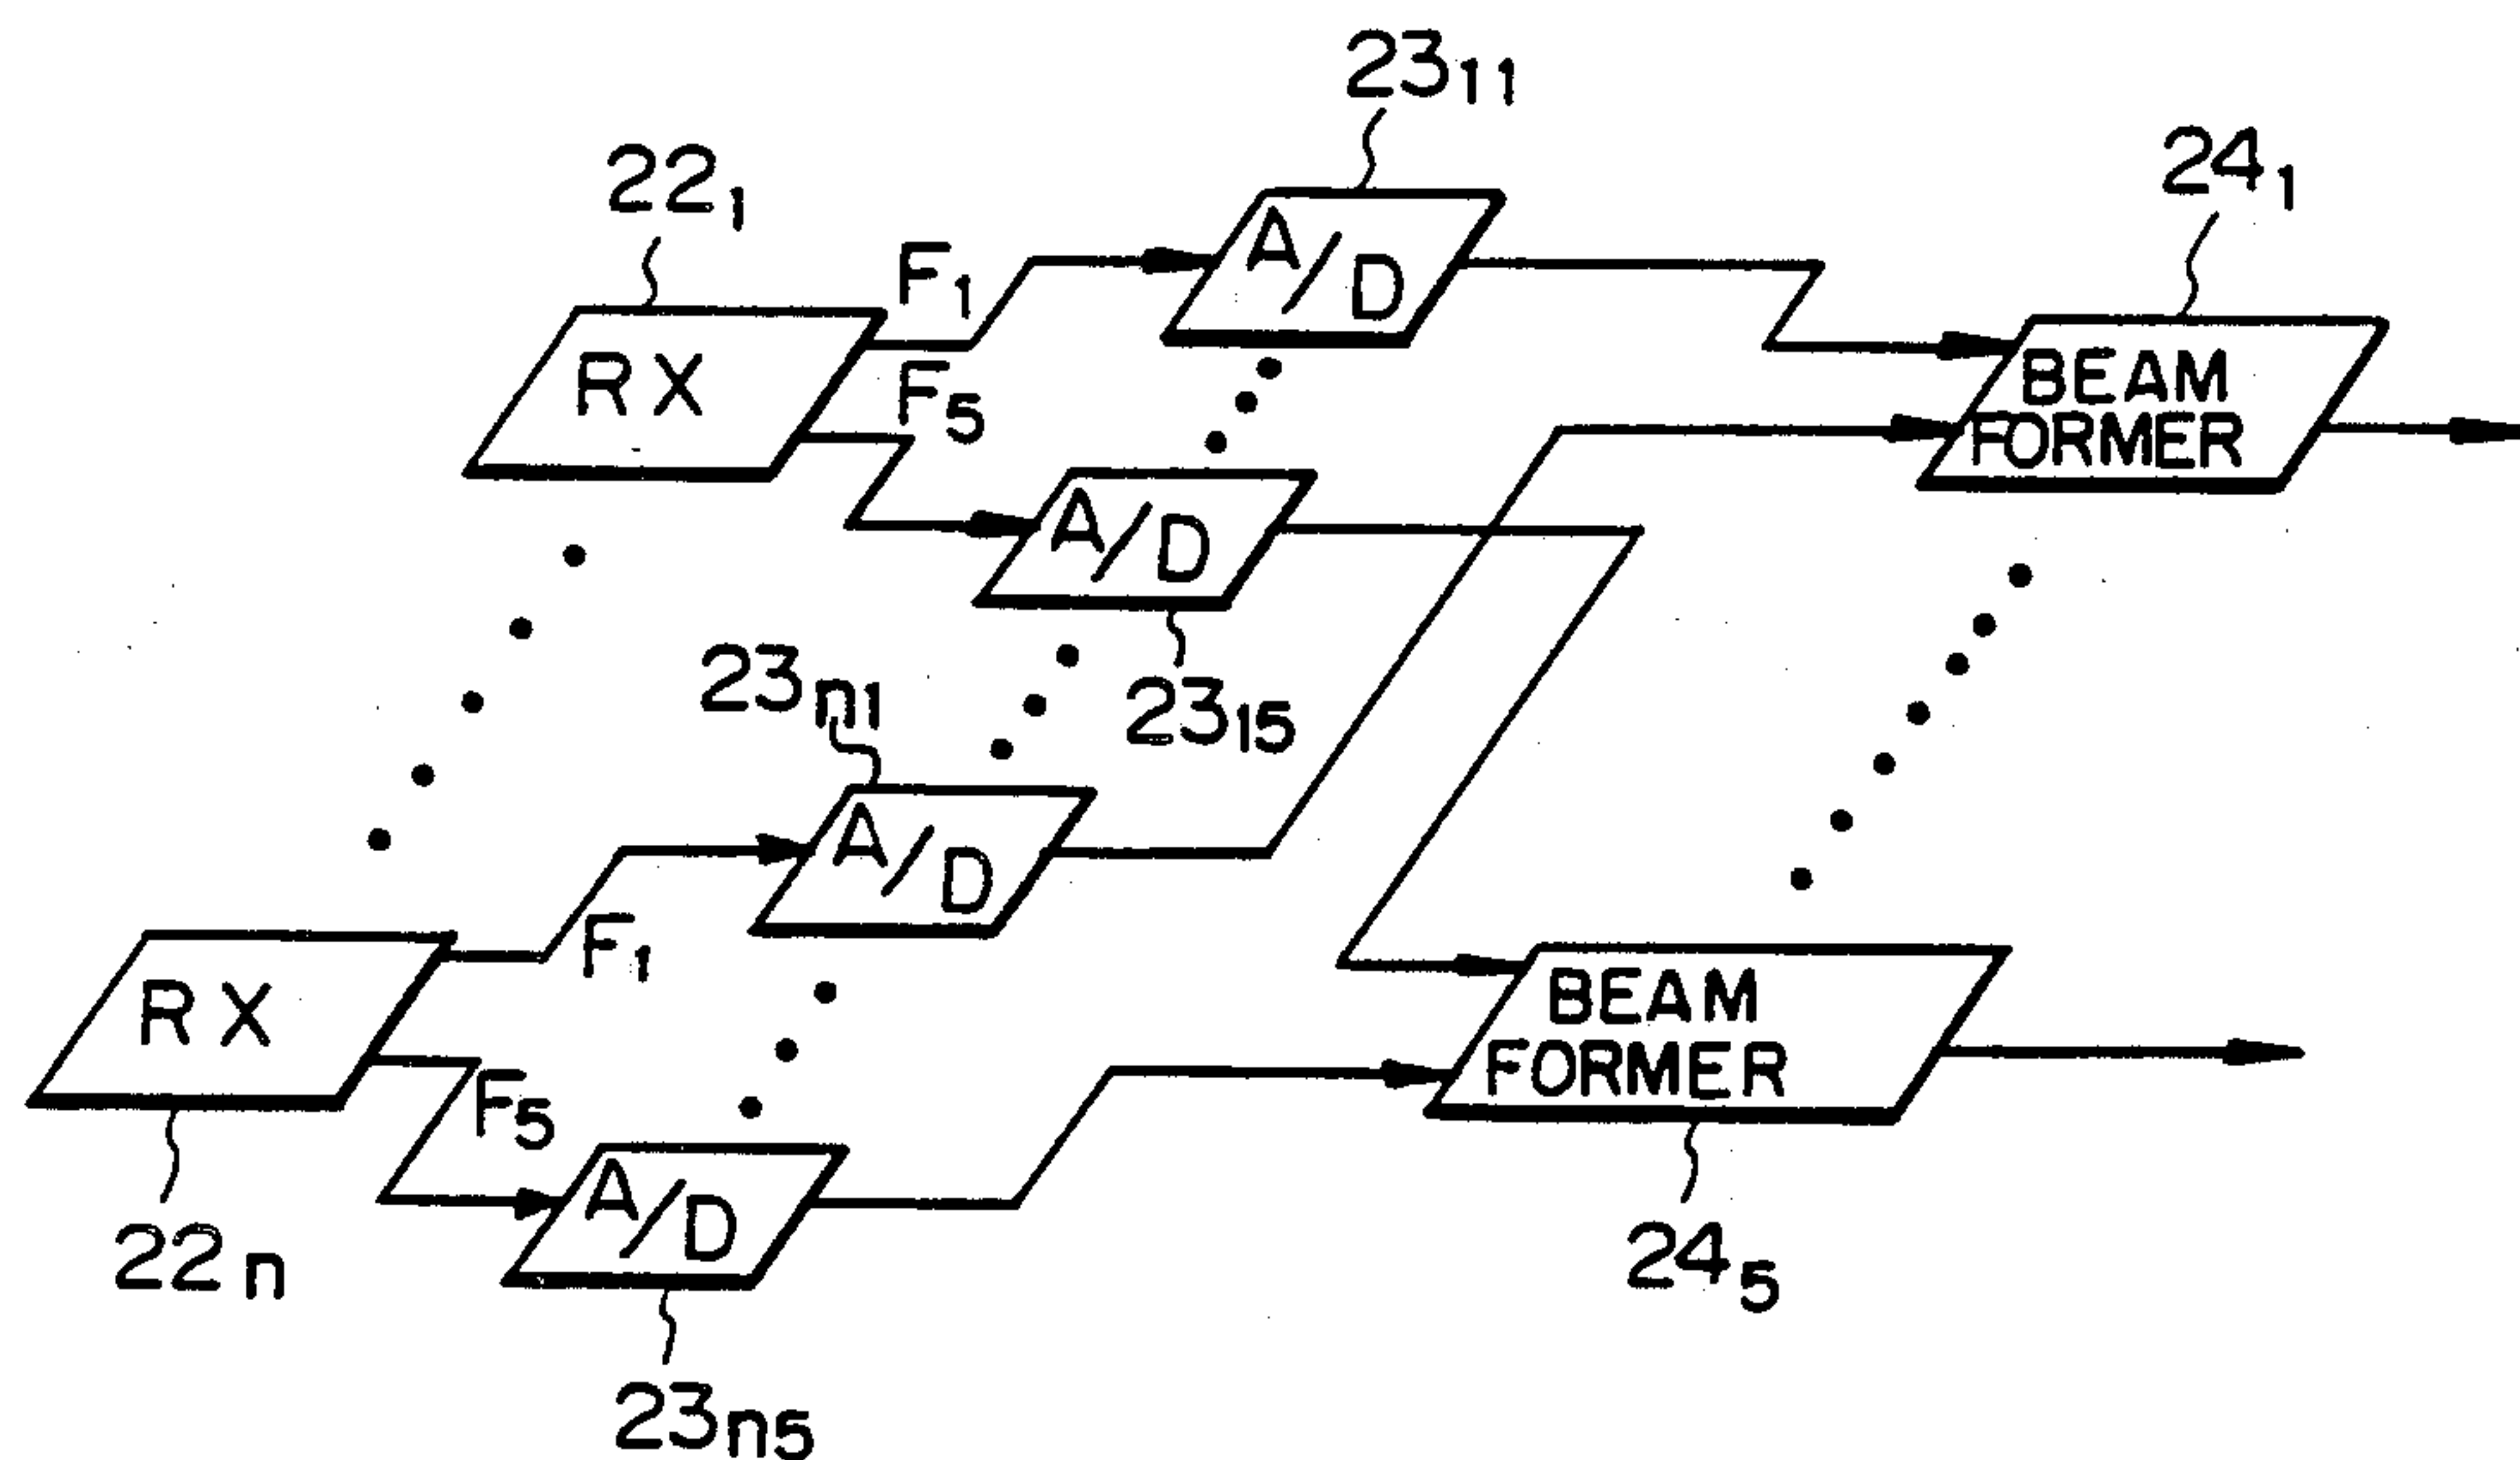 23₁₁
22₁
24₁
F₁
A/D
RX
F₅
BEAM
FORMER
A/D
23ₙ₁
23₁₅
A/D
F₁
RX
BEAM
FORMER
F₅
A/D
22ₙ
24₅
23ₙ₅